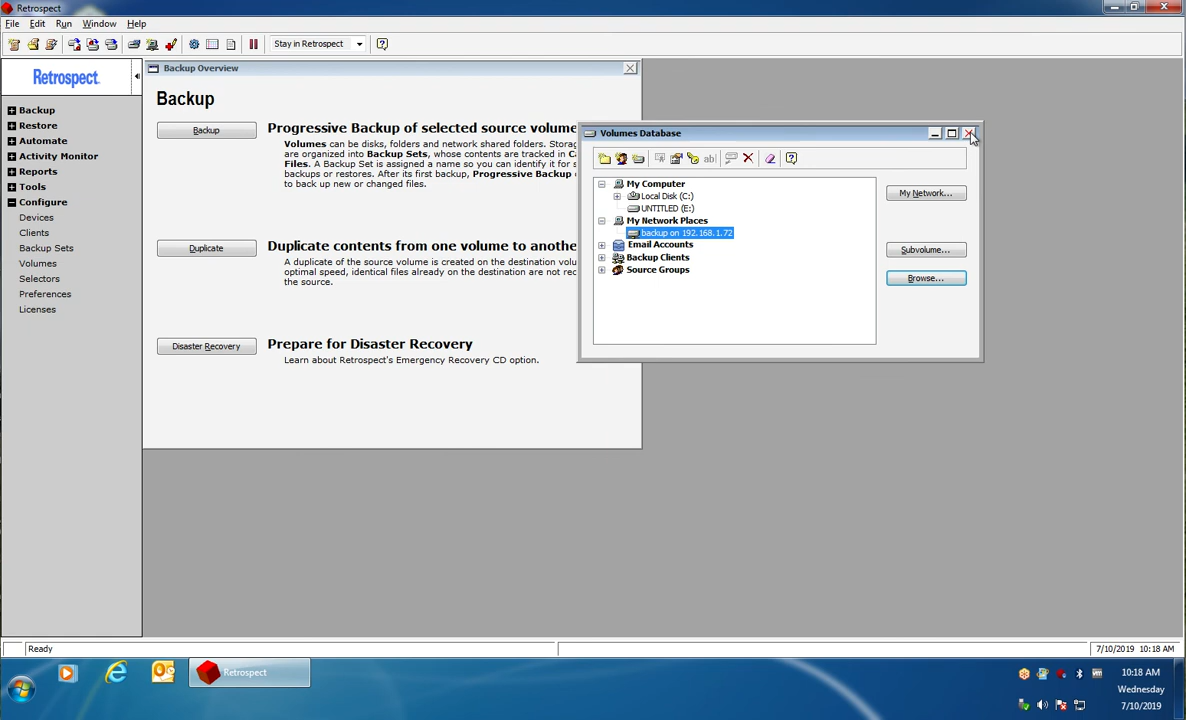 Retrospect
File Edit Run Window Help
Stay in Retrospect
Retrospect
Backup
Restore
Automate
Activity Monitor
Reports
Tools
Configure
Devices
Clients
Backup Sets
Volumes
Selectors
Preferences
Licenses
Backup Overview
Backup
Backup
Progressive Backup of selected source volume
Volumes can be disks, folders and network shared folders. Storag
are organized into Backup Sets, whose contents are tracked in Ca
Files. A Backup Set is assigned a name so you can identify it for s
backups or restores. After its first backup, Progressive Backup
to back up new or changed files.
Duplicate
Duplicate contents from one volume to anothe
A duplicate of the source volume is created on the destination volu
optimal speed, identical files already on the destination are not rec
the source.
Disaster Recovery
Prepare for Disaster Recovery
Learn about Retrospect's Emergency Recovery CD option.
Volumes Database
ab|
My Computer
Local Disk (C:)
UNTITLED (E:)
My Network Places
backup on 192.168.1.72
Email Accounts
Backup Clients
Source Groups
My Network...
Subvolume...
Browse...
Ready
7/10/2019 10:18 AM
Retrospect
10:18 AM
Wednesday
7/10/2019